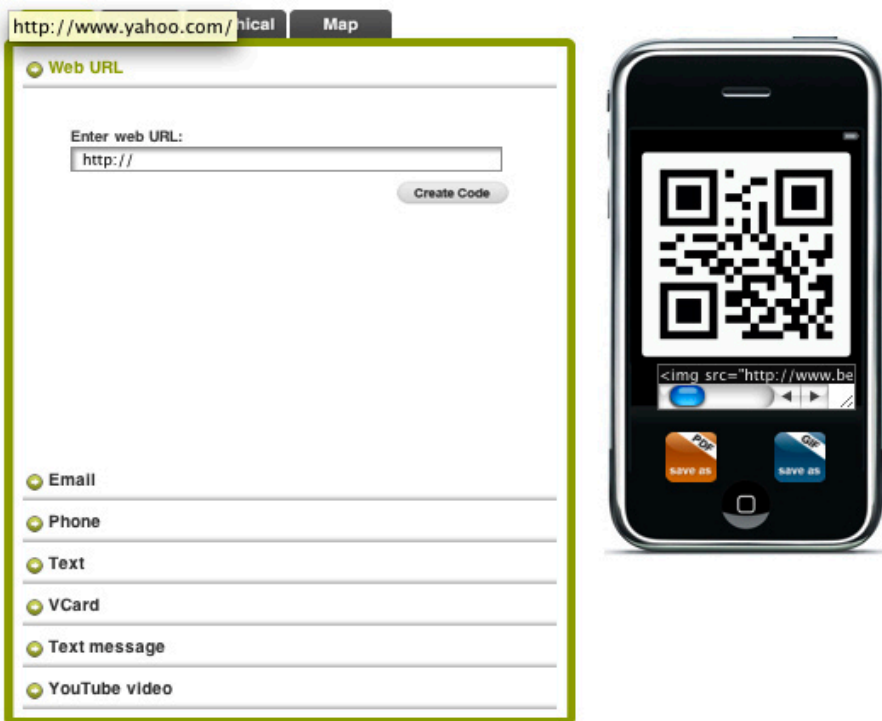 http://www.yahoo.com/
Map
Web URL
Enter web URL:
http://
Create Code
Email
Phone
Text
VCard
Text message
YouTube video
<img src="http://www.be
PDF
save as
GIF
save as